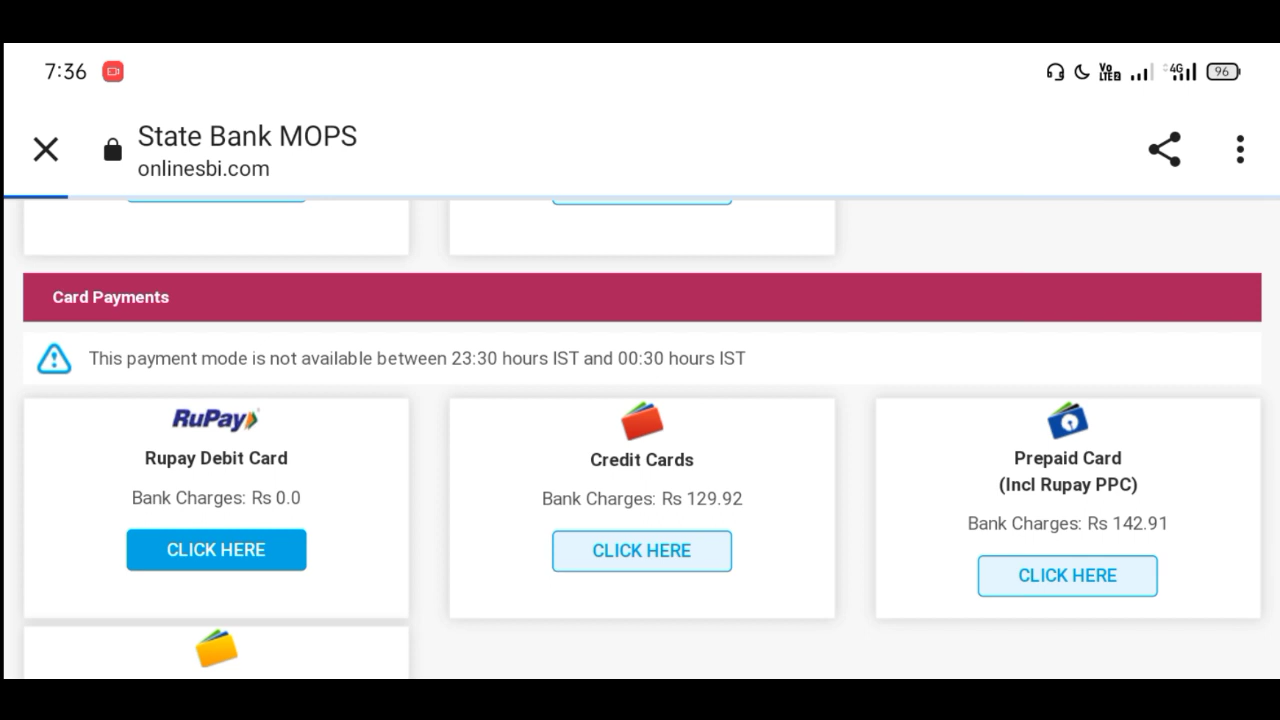 7:36
Vo LTE2 4G 96
State Bank MOPS
onlinesbi.com
Card Payments
This payment mode is not available between 23:30 hours IST and 00:30 hours IST
RuPay
Rupay Debit Card
Bank Charges: Rs 0.0
CLICK HERE
Credit Cards
Bank Charges: Rs 129.92
CLICK HERE
Prepaid Card
(Incl Rupay PPC)
Bank Charges: Rs 142.91
CLICK HERE